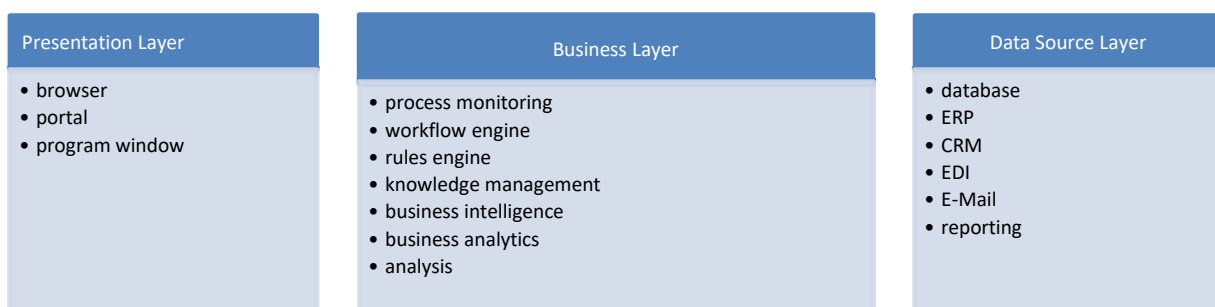 Presentation Layer
• browser
• portal
• program window
Business Layer
• process monitoring
• workflow engine
• rules engine
• knowledge management
• business intelligence
• business analytics
• analysis
Data Source Layer
• database
• ERP
• CRM
• EDI
• E-Mail
• reporting